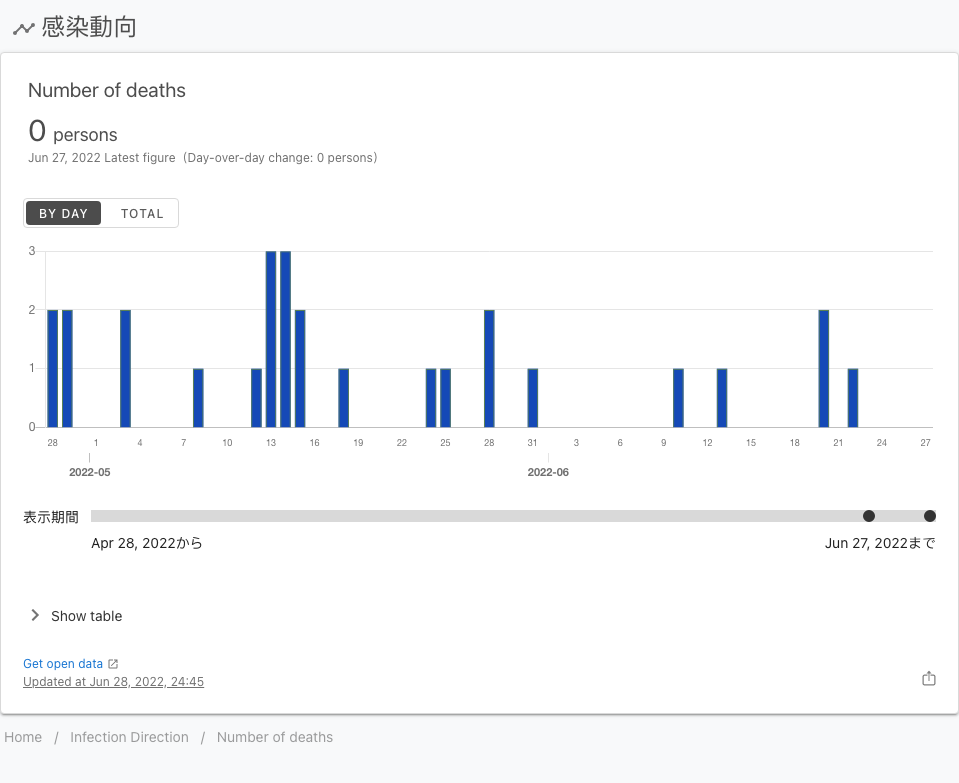 感染動向
Number of deaths
0 persons
Jun 27, 2022 Latest figure (Day-over-day change: 0 persons)
BY DAY TOTAL
3
2
1
0
28 1 4 7 10 13 16 19 22 25 28 31 3 6 9 12 15 18 21 24 27
2022-05 2022-06
表示期間
Apr 28, 2022から Jun 27, 2022まで
Show table
Get open data
Updated at Jun 28, 2022, 24:45
Home / Infection Direction / Number of deaths